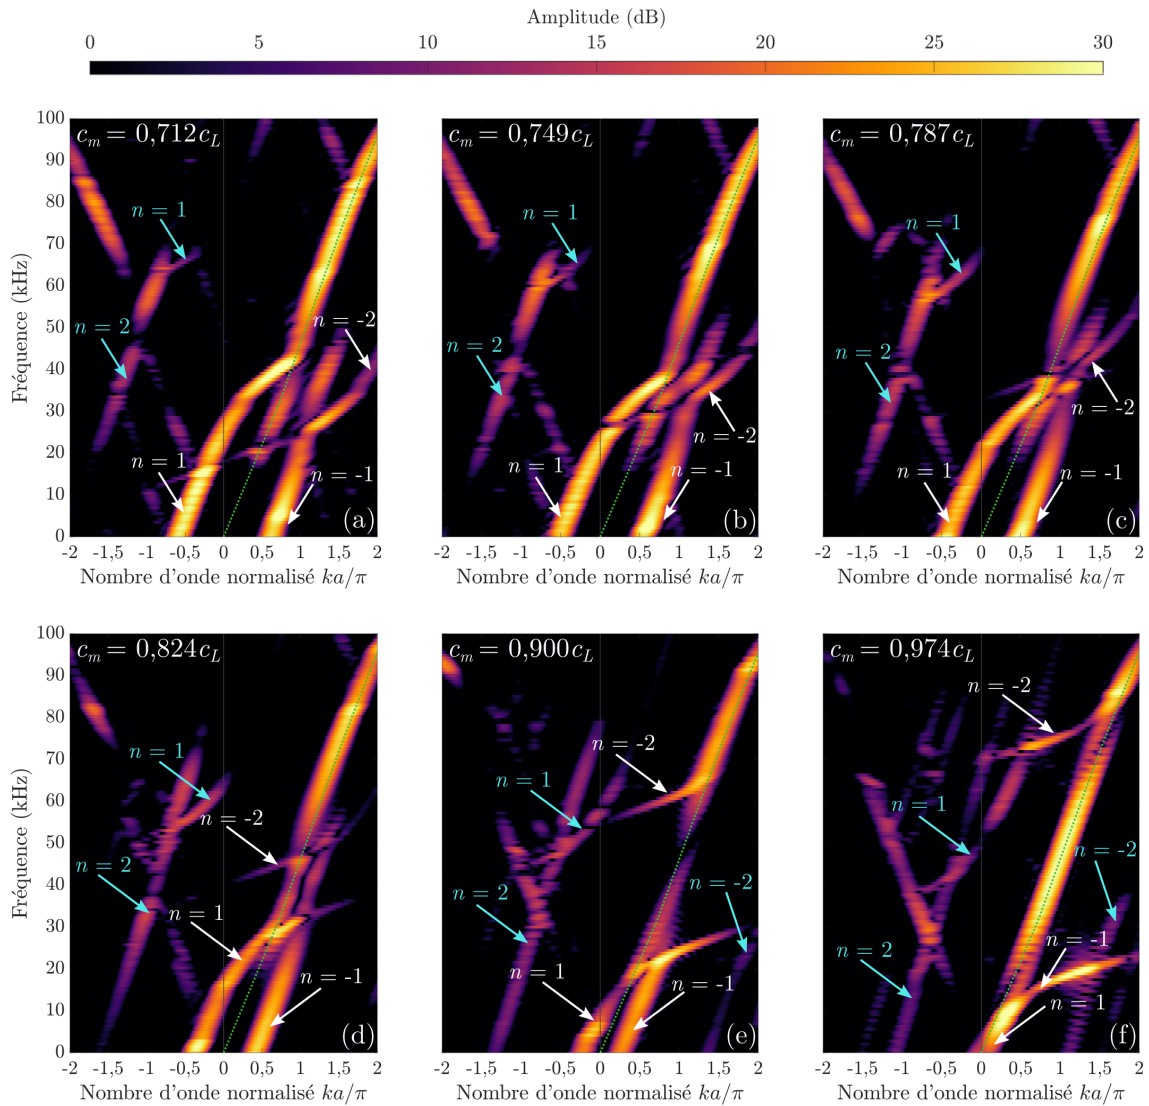 Amplitude (dB)
0 5 10 15 20 25 30
c_m = 0,712c_L
c_m = 0,749c_L
c_m = 0,787c_L
Fréquence (kHz)
100
90
80
70
60
50
40
30
20
10
0
n = 1
n = 2
n = -2
n = 1
n = -1
(a)
n = 1
n = 2
n = -2
n = 1
n = -1
(b)
n = 1
n = 2
n = -2
n = 1
n = -1
(c)
-2 -1,5 -1 -0,5 0 0,5 1 1,5 2
-2 -1,5 -1 -0,5 0 0,5 1 1,5 2
-2 -1,5 -1 -0,5 0 0,5 1 1,5 2
Nombre d'onde normalisé ka/π
Nombre d'onde normalisé ka/π
Nombre d'onde normalisé ka/π
c_m = 0,824c_L
c_m = 0,900c_L
c_m = 0,974c_L
Fréquence (kHz)
100
90
80
70
60
50
40
30
20
10
0
n = 1
n = -2
n = 2
n = 1
n = -1
(d)
n = -2
n = 1
n = 2
n = -2
n = 1
n = -1
(e)
n = -2
n = 1
n = -2
n = 2
n = -1
n = 1
(f)
-2 -1,5 -1 -0,5 0 0,5 1 1,5 2
-2 -1,5 -1 -0,5 0 0,5 1 1,5 2
-2 -1,5 -1 -0,5 0 0,5 1 1,5 2
Nombre d'onde normalisé ka/π
Nombre d'onde normalisé ka/π
Nombre d'onde normalisé ka/π